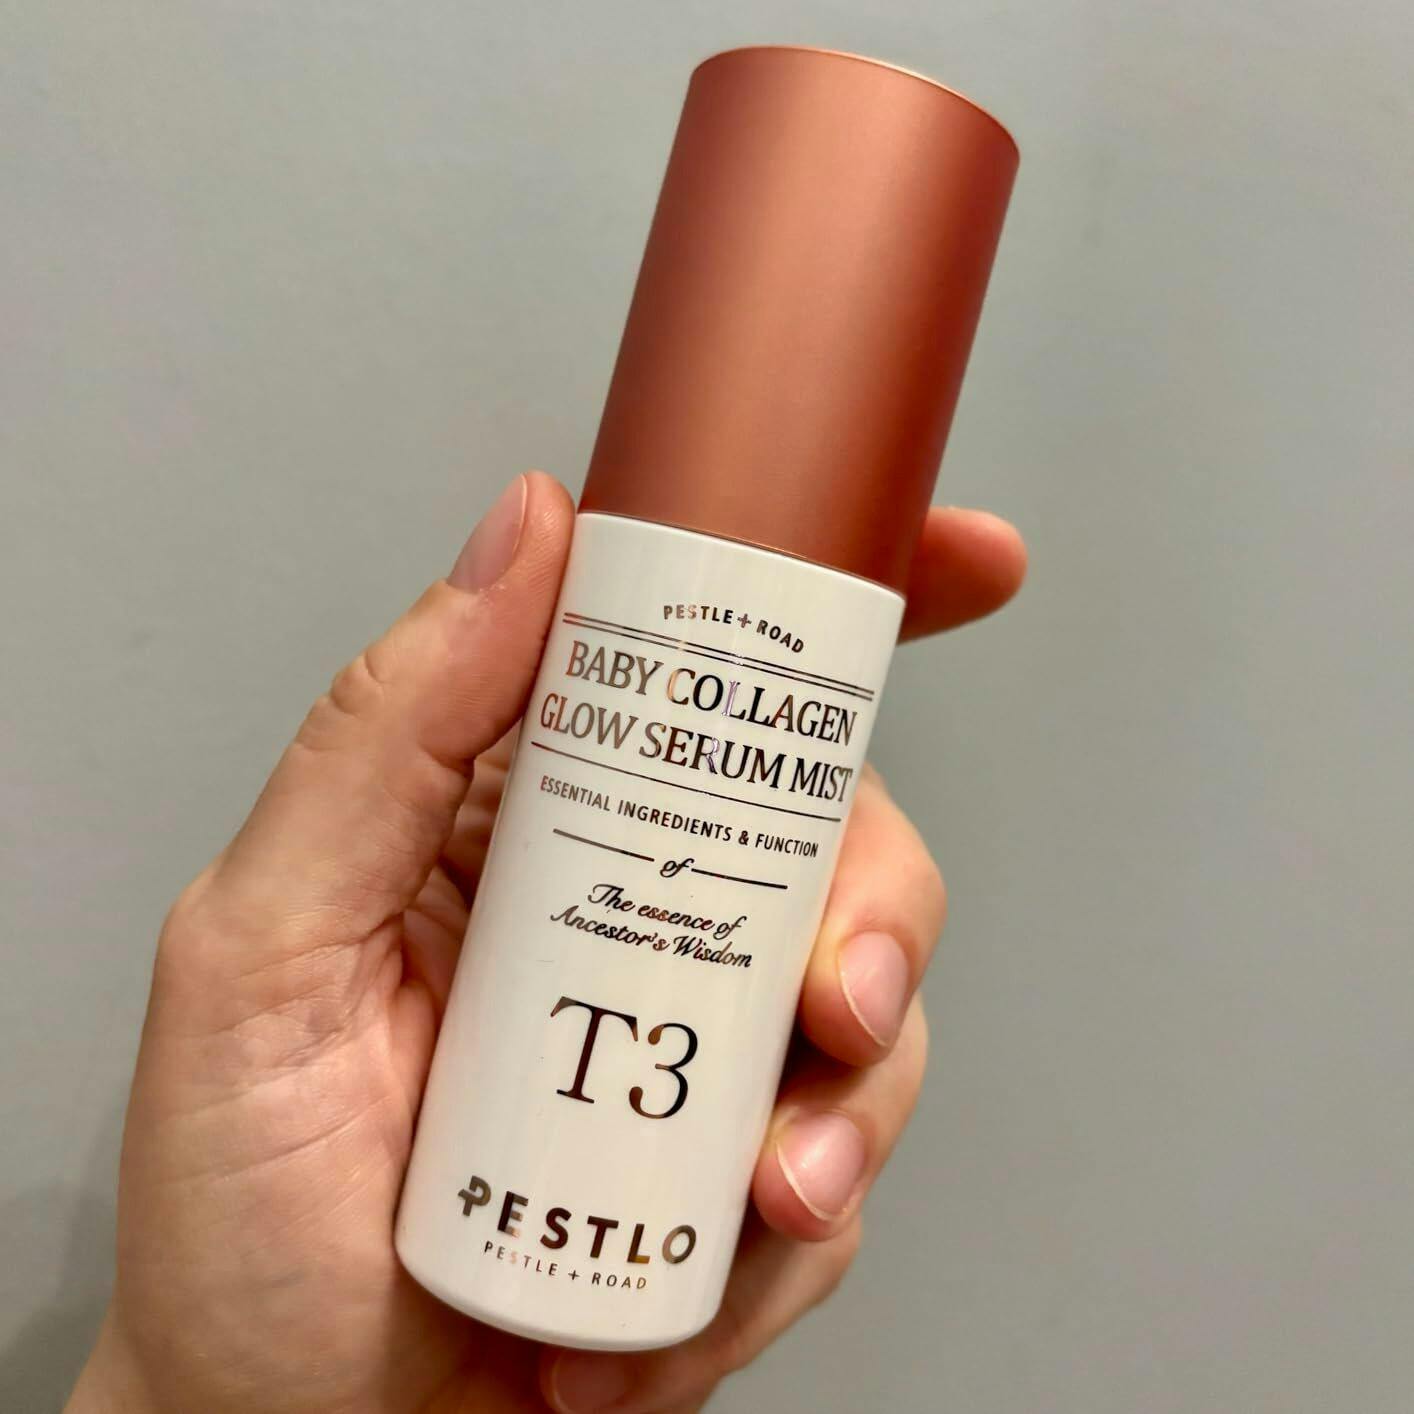 PESTLE + ROAD
BABY COLLAGEN
GLOW SERUM MIST
ESSENTIAL INGREDIENTS & FUNCTION
of
The essence of
Ancestor's Wisdom
T3
PESTLO
PESTLE + ROAD